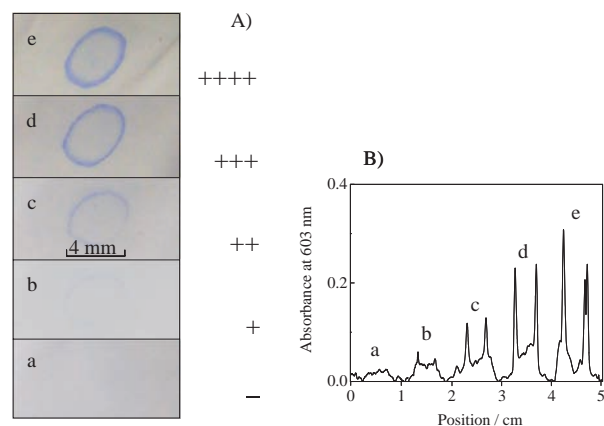 A)
e
++++
d
+++
c
4 mm
++
b
+
a
–
B)
Absorbance at 603 nm
0.4
0.2
0.0
a
b
c
d
e
0 1 2 3 4 5
Position / cm